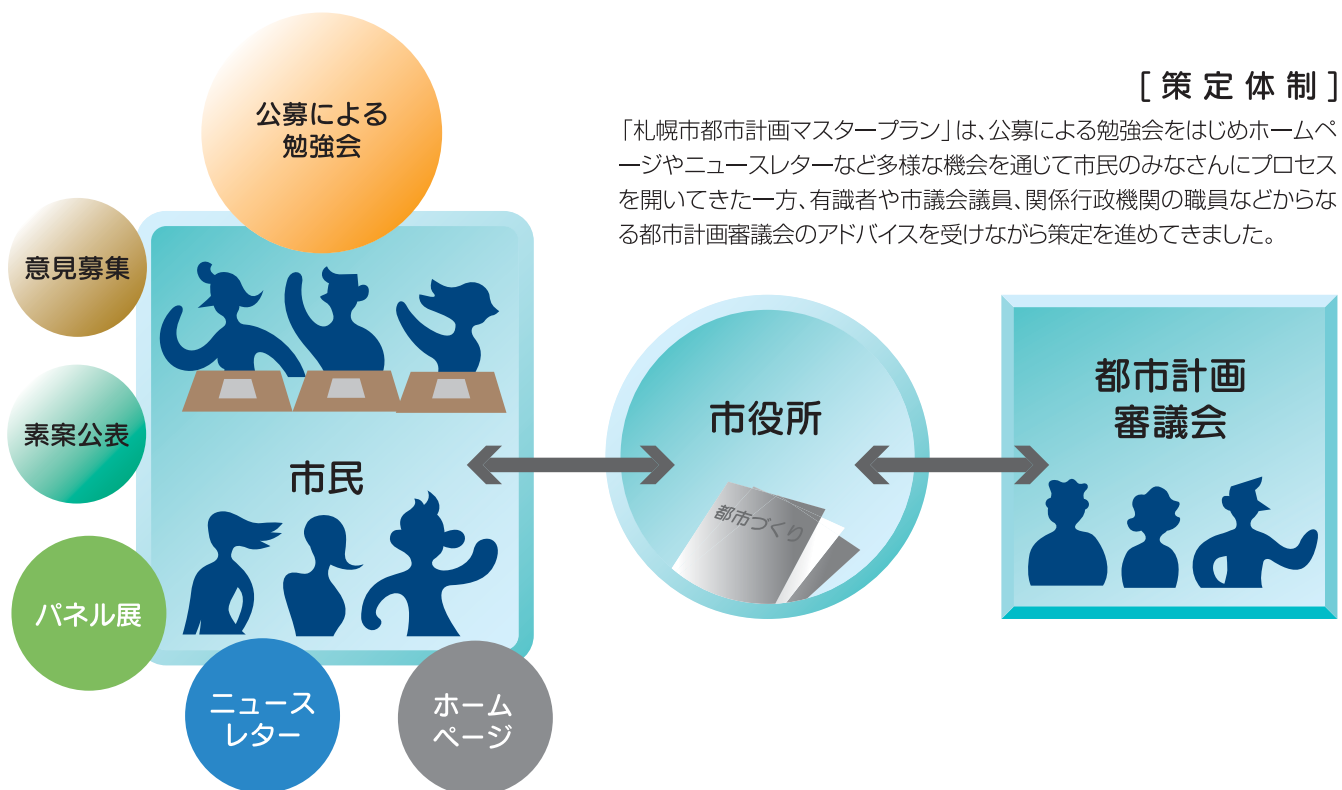 [策定体制]
「札幌市都市計画マスタープラン」は、公募による勉強会をはじめホームペ
ージやニュースレターなど多様な機会を通じて市民のみなさんにプロセス
を開いてきた一方、有識者や市議会議員、関係行政機関の職員などからな
る都市計画審議会のアドバイスを受けながら策定を進めてきました。
公募による
勉強会
意見募集
素案公表
パネル展
ニュース
レター
ホーム
ページ
市民
市役所
都市づくり
都市計画
審議会